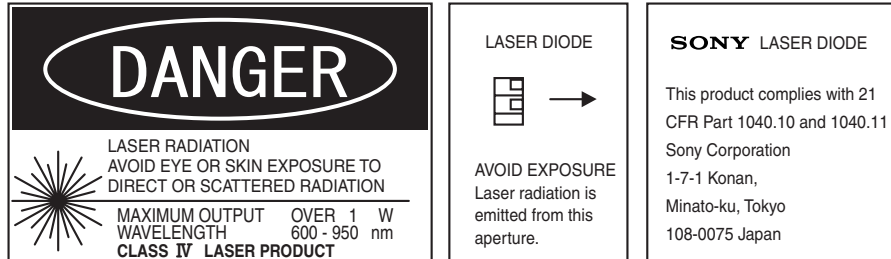 DANGER
LASER RADIATION
AVOID EYE OR SKIN EXPOSURE TO
DIRECT OR SCATTERED RADIATION
MAXIMUM OUTPUT OVER 1 W
WAVELENGTH 600 - 950 nm
CLASS Ⅳ LASER PRODUCT
LASER DIODE
AVOID EXPOSURE
Laser radiation is
emitted from this
aperture.
SONY LASER DIODE
This product complies with 21
CFR Part 1040.10 and 1040.11
Sony Corporation
1-7-1 Konan,
Minato-ku, Tokyo
108-0075 Japan